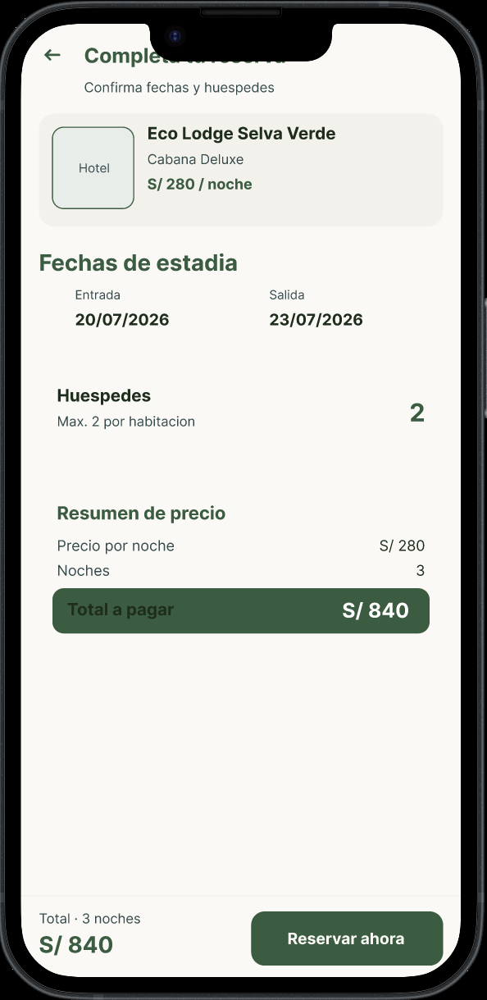 Completa tu reserva
Confirma fechas y huespedes
Hotel
Eco Lodge Selva Verde
Cabana Deluxe
S/ 280 / noche
Fechas de estadia
Entrada
Salida
20/07/2026
23/07/2026
Huespedes
Max. 2 por habitacion
2
Resumen de precio
Precio por noche
S/ 280
Noches
3
Total a pagar
S/ 840
Total · 3 noches
S/ 840
Reservar ahora